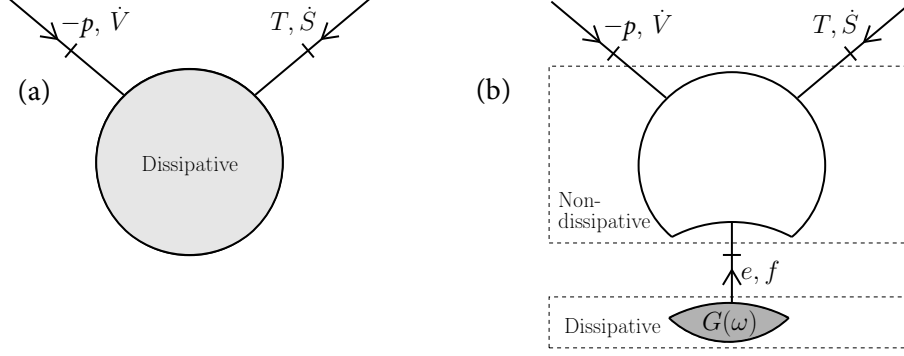 −p, V̇
T, Ṡ
(a)
Dissipative
−p, V̇
T, Ṡ
(b)
Non-
dissipative
e, f
Dissipative
G(ω)